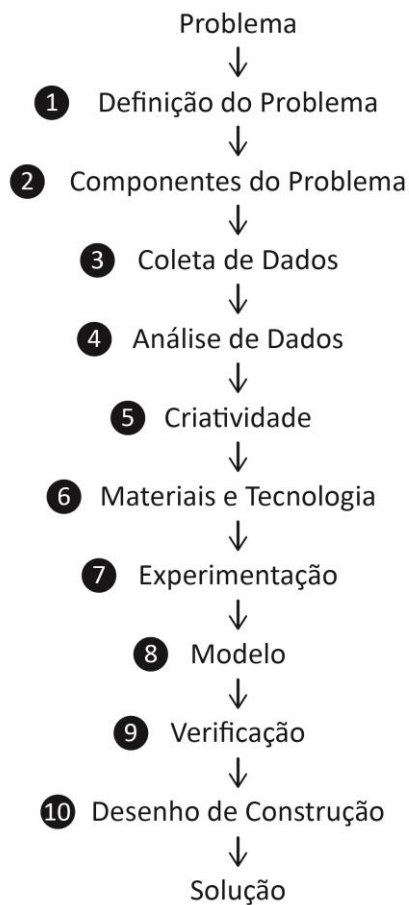 Problema
↓
1 Definição do Problema
↓
2 Componentes do Problema
↓
3 Coleta de Dados
↓
4 Análise de Dados
↓
5 Criatividade
↓
6 Materiais e Tecnologia
↓
7 Experimentação
↓
8 Modelo
↓
9 Verificação
↓
10 Desenho de Construção
↓
Solução